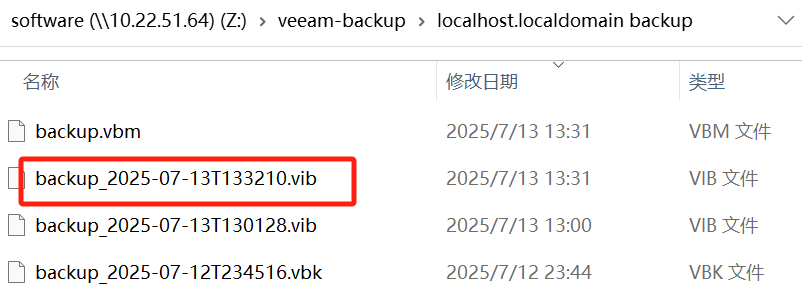 software (\\10.22.51.64) (Z:) > veeam-backup > localhost.localdomain backup
名称 修改日期 类型
backup.vbm 2025/7/13 13:31 VBM 文件
backup_2025-07-13T133210.vib 2025/7/13 13:31 VIB 文件
backup_2025-07-13T130128.vib 2025/7/13 13:00 VIB 文件
backup_2025-07-12T234516.vbk 2025/7/12 23:44 VBK 文件